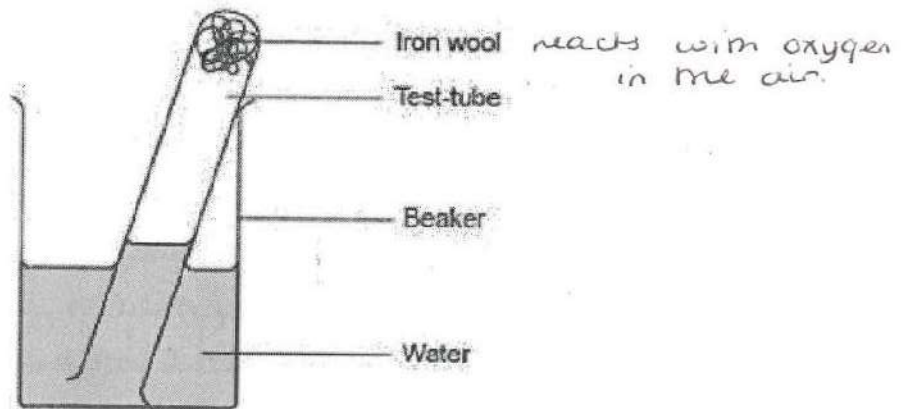 Iron wool reacts with oxygen
in the air.
Test-tube
Beaker
Water